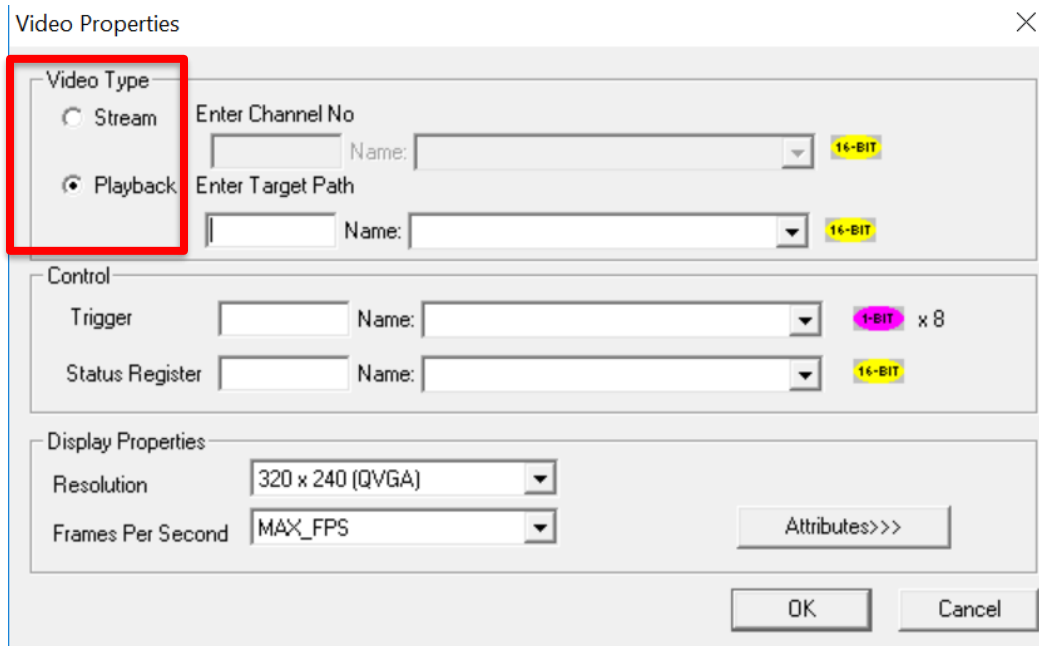 Video Properties
Video Type
Stream Enter Channel No
Name: 16-BIT
Playback Enter Target Path
Name: 16-BIT
Control
Trigger Name: 1-BIT x 8
Status Register Name: 16-BIT
Display Properties
Resolution 320 x 240 (QVGA)
Frames Per Second MAX_FPS Attributes>>>
OK Cancel